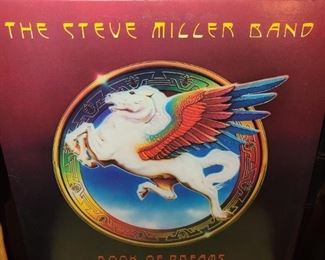 THE STEVE MILLER BAND
BOOK OF DREAMS